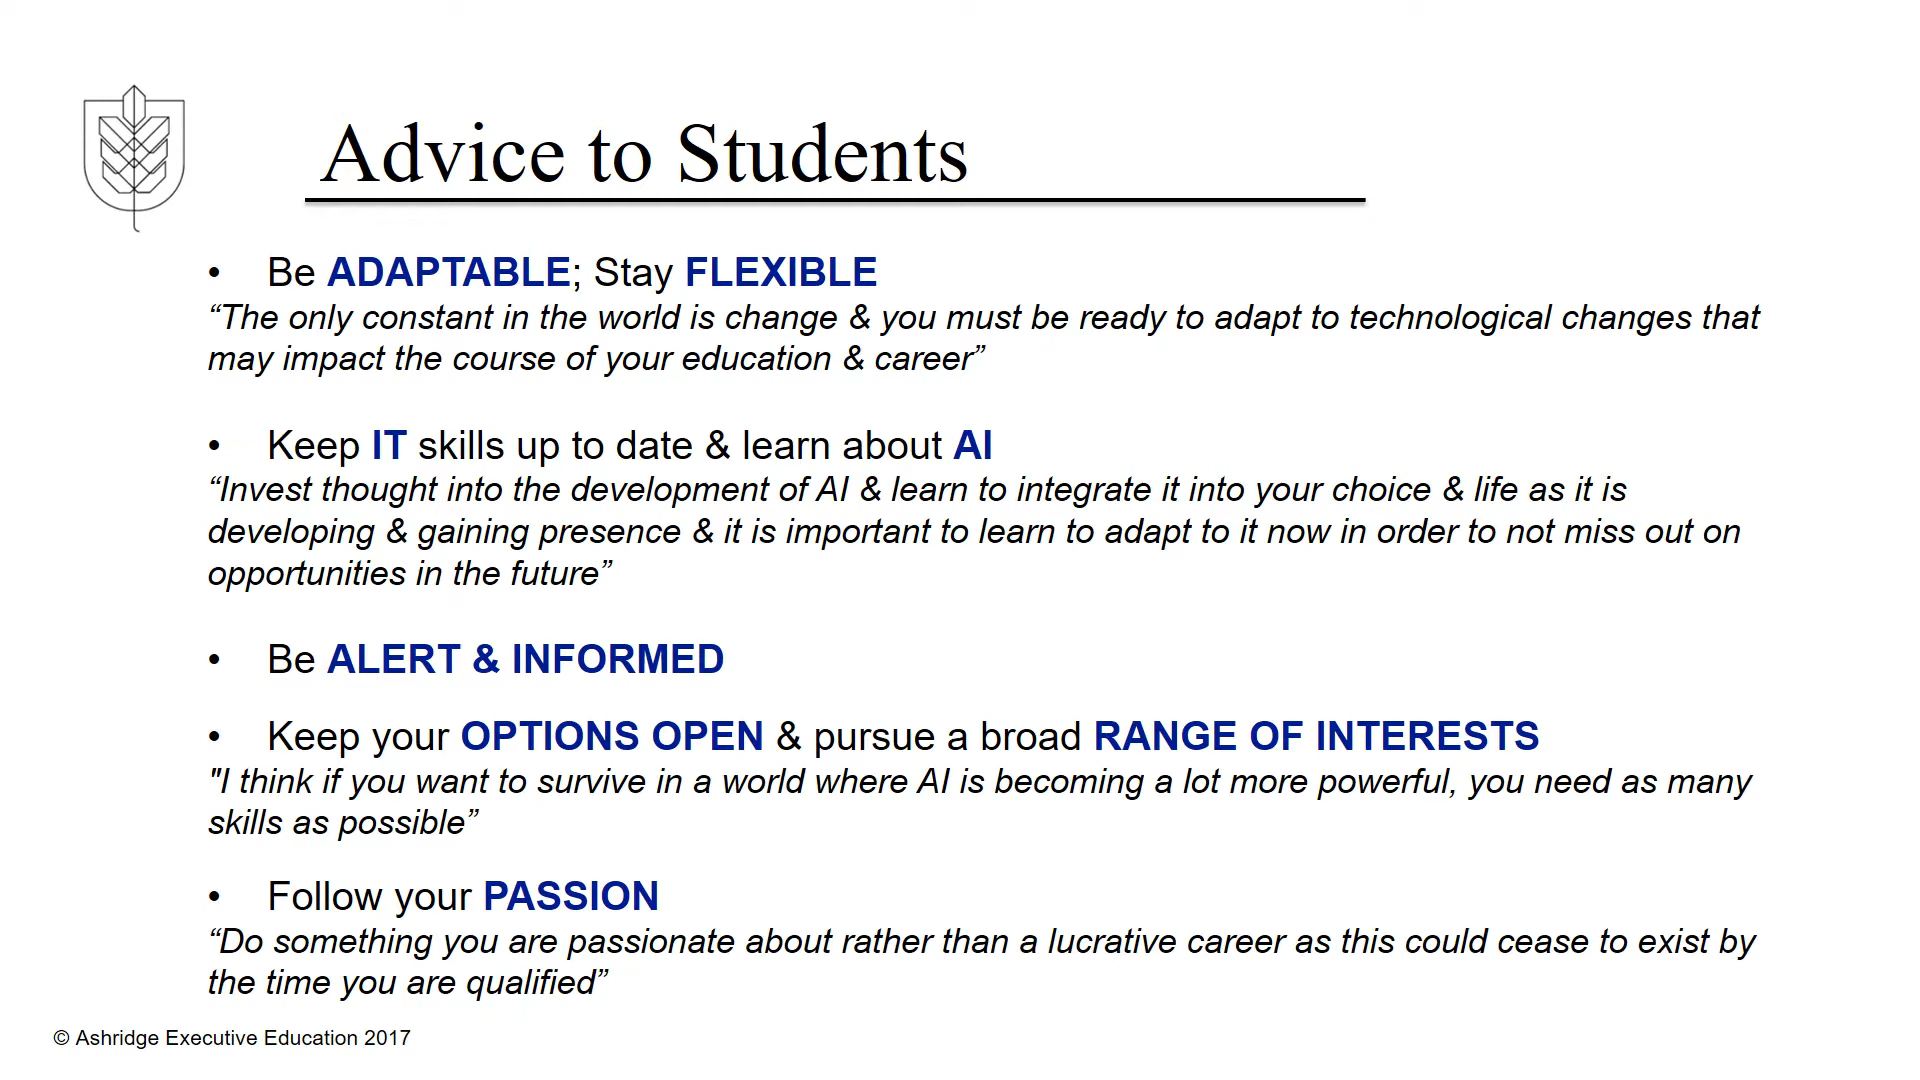 Advice to Students
• Be ADAPTABLE; Stay FLEXIBLE
“The only constant in the world is change & you must be ready to adapt to technological changes that
may impact the course of your education & career”
• Keep IT skills up to date & learn about AI
“Invest thought into the development of AI & learn to integrate it into your choice & life as it is
developing & gaining presence & it is important to learn to adapt to it now in order to not miss out on
opportunities in the future”
• Be ALERT & INFORMED
• Keep your OPTIONS OPEN & pursue a broad RANGE OF INTERESTS
"I think if you want to survive in a world where AI is becoming a lot more powerful, you need as many
skills as possible”
• Follow your PASSION
“Do something you are passionate about rather than a lucrative career as this could cease to exist by
the time you are qualified”
© Ashridge Executive Education 2017